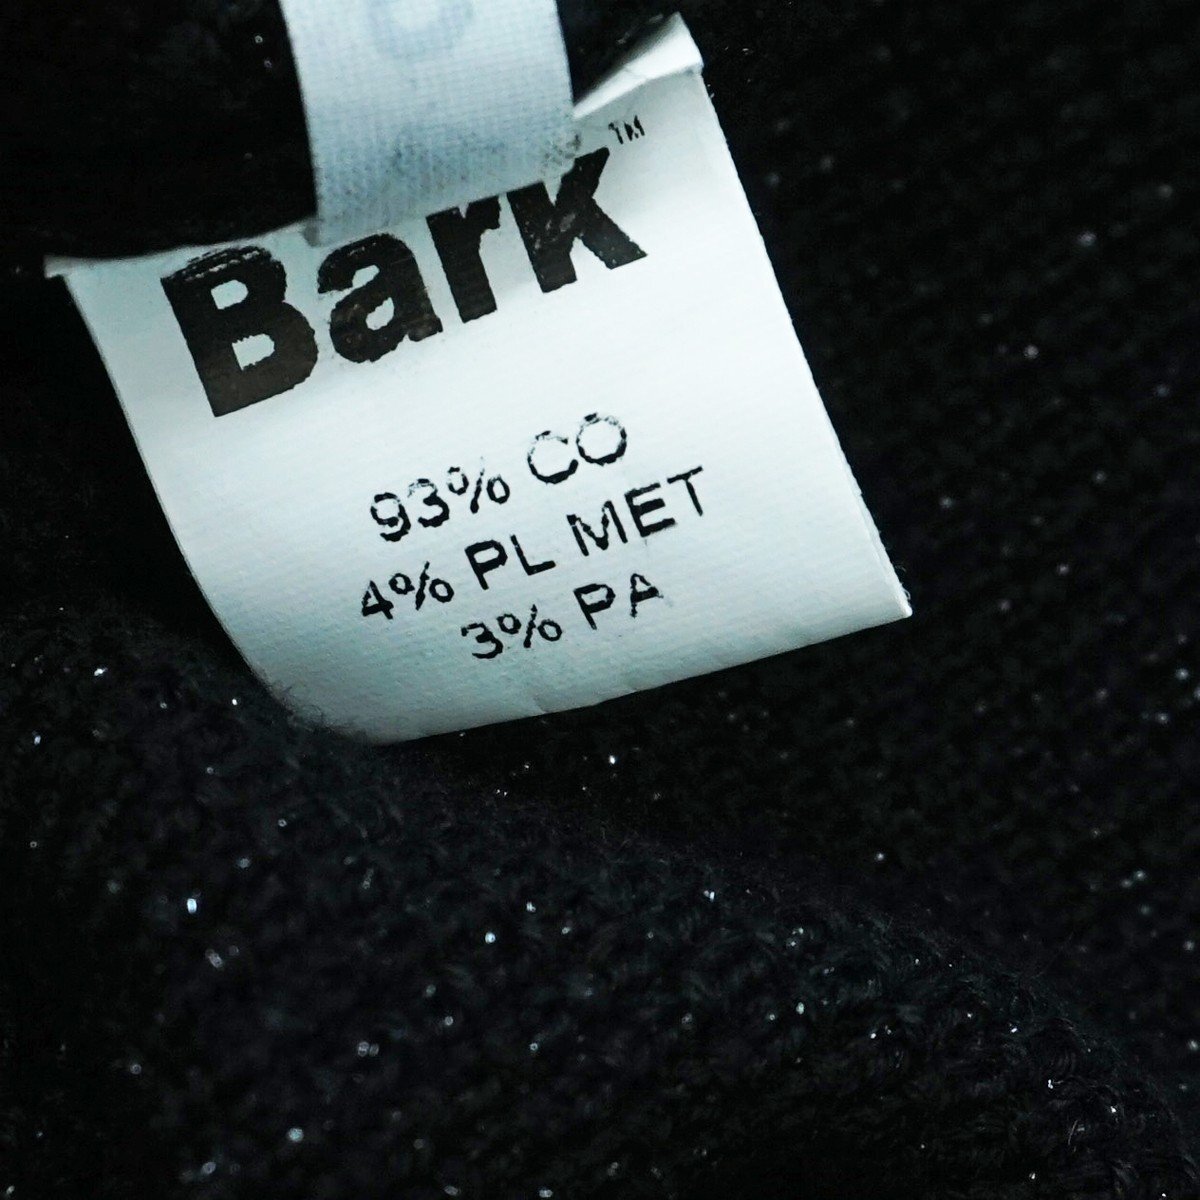 Bark™
93% CO
4% PL MET
3% PA